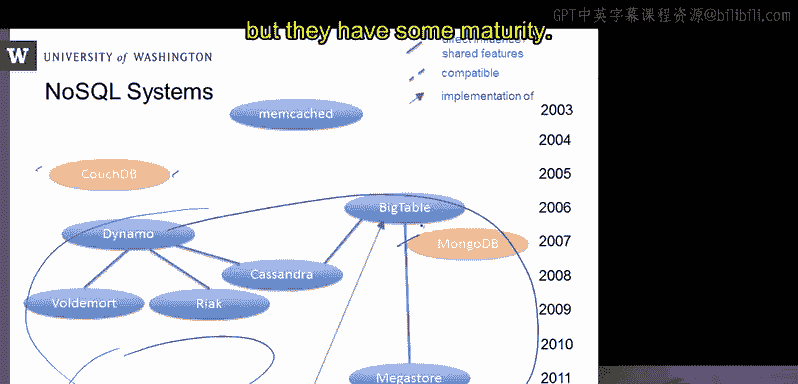 GPT中英字幕课程资源@bilibili.com
but they have some maturity.
W UNIVERSITY of WASHINGTON
shared features
NoSQL Systems
compatible
implementation of
memcached
2003
2004
CouchDB
2005
BigTable
2006
Dynamo
MongoDB
2007
Cassandra
2008
Voldemort
Riak
2009
2010
Megastore
2011